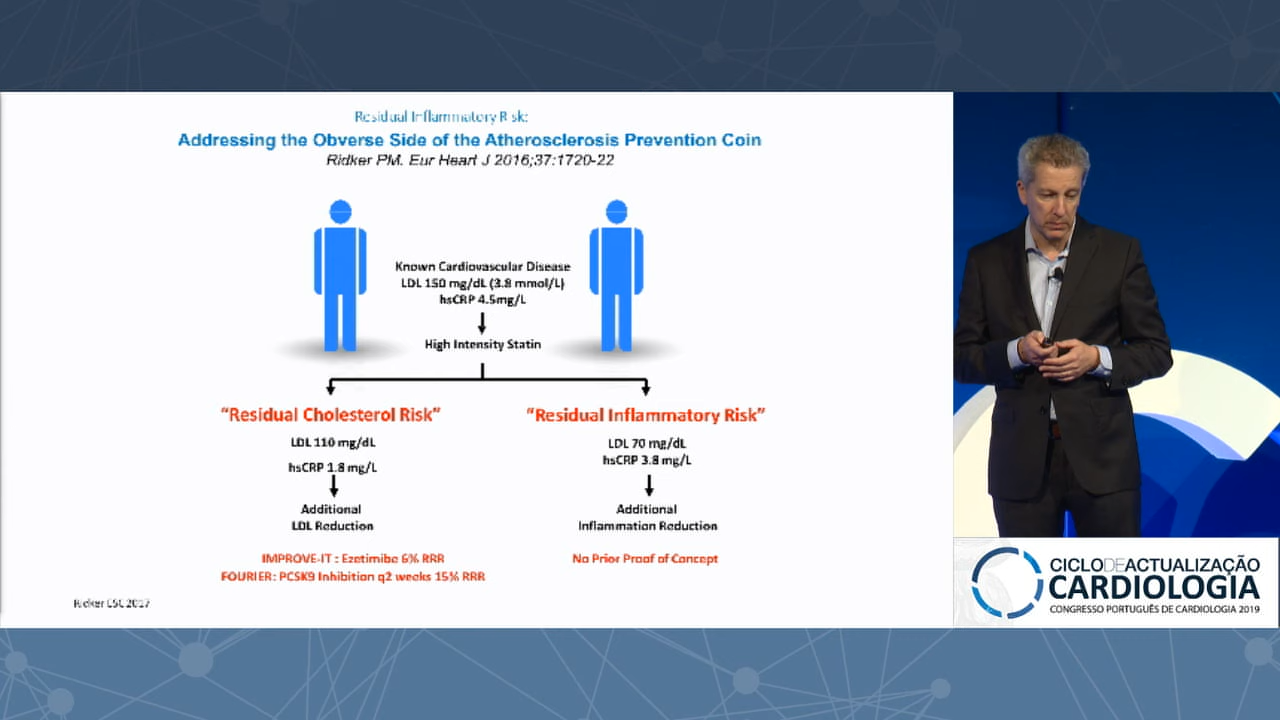 Residual Inflammatory Risk:
Addressing the Obverse Side of the Atherosclerosis Prevention Coin
Ridker PM. Eur Heart J 2016;37:1720-22
Known Cardiovascular Disease
LDL 150 mg/dL (3.8 mmol/L)
hsCRP 4.5mg/L
High Intensity Statin
“Residual Cholesterol Risk”
LDL 110 mg/dL
hsCRP 1.8 mg/L
Additional
LDL Reduction
IMPROVE-IT : Ezetimibe 6% RRR
FOURIER: PCSK9 Inhibition q2 weeks 15% RRR
“Residual Inflammatory Risk”
LDL 70 mg/dL
hsCRP 3.8 mg/L
Additional
Inflammation Reduction
No Prior Proof of Concept
Ridker ESC 2017
CICLODEACTUALIZAÇÃO
CARDIOLOGIA
CONGRESSO PORTUGUÊS DE CARDIOLOGIA 2019